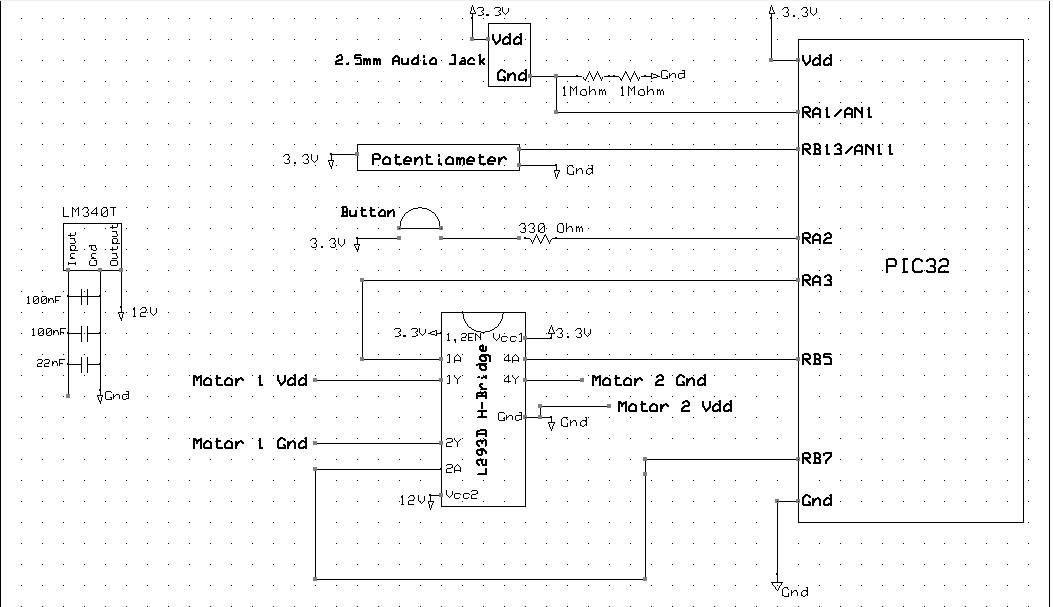 3.3V
3.3V
Vdd
Vdd
2.5mm Audio Jack
Gnd
Gnd
1Mohm 1Mohm
RA1/AN1
3.3V
Potentiometer
RB13/AN11
Gnd
LM340T
Input
Gnd
Output
Button
330 Ohm
3.3V
RA2
PIC32
RA3
100nF
12V
100nF
22nF
Gnd
3.3V
1,2EN
Vcc1
3.3V
1A
4A
RB5
Motor 1 Vdd
1Y
4Y
Motor 2 Gnd
L293D H-Bridge
Gnd
Gnd
Motor 2 Vdd
Motor 1 Gnd
2Y
2A
RB7
12V
Vcc2
Gnd
Gnd